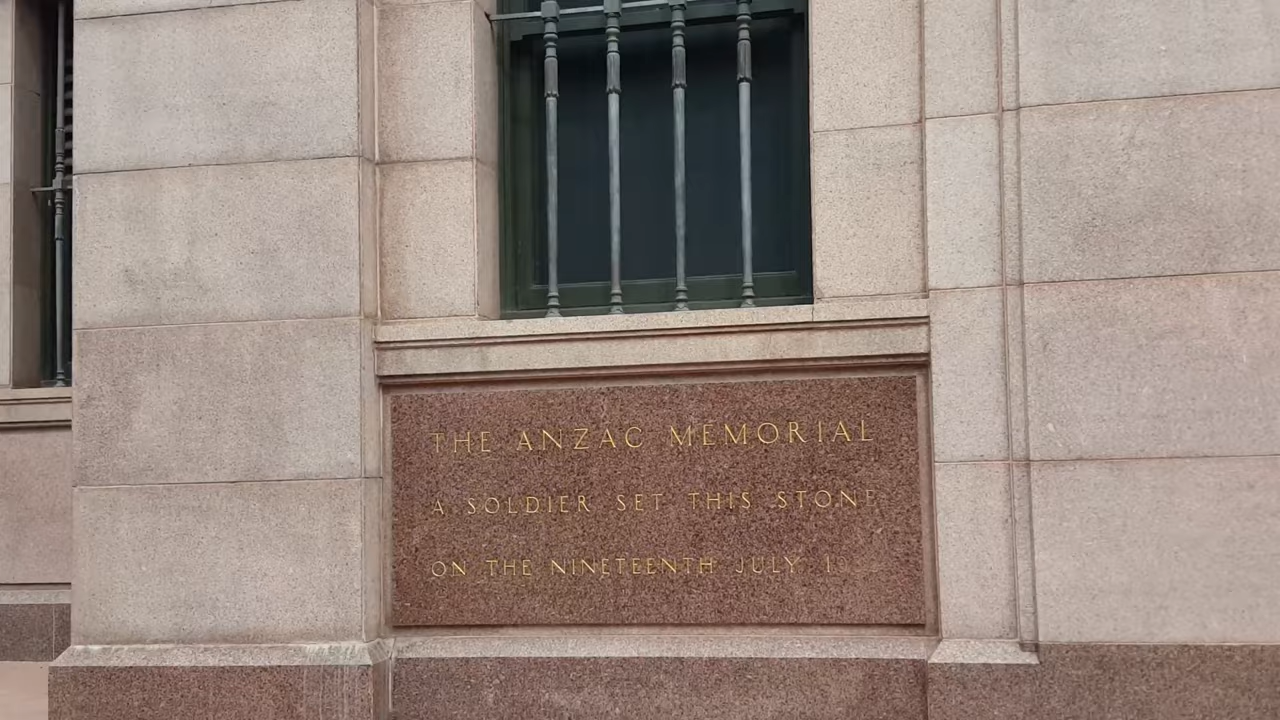 THE ANZAC MEMORIAL
A SOLDIER SET THIS STONE
ON THE NINETEENTH JULY